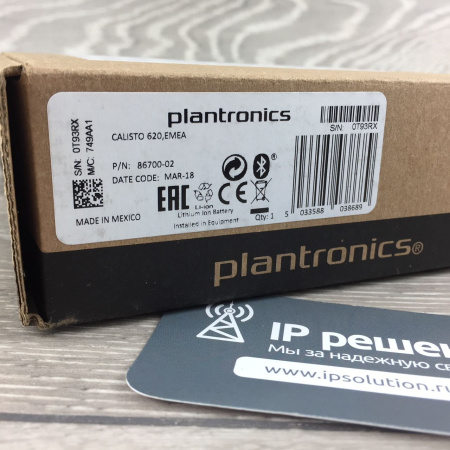 plantronics
CALISTO 620,EMEA
S/N: 0T93RX
M/C: 749AA1
P/N: 86700-02
DATE CODE: MAR-18
MADE IN MEXICO
EAC
Li-ion
CE
Lithium Ion Battery
Installed in Equipment
S/N: 0T93RX
Qty: 1
5 033588 038689
plantronics®
IP решен
Мы за надежную св
www.ipsolution.ru